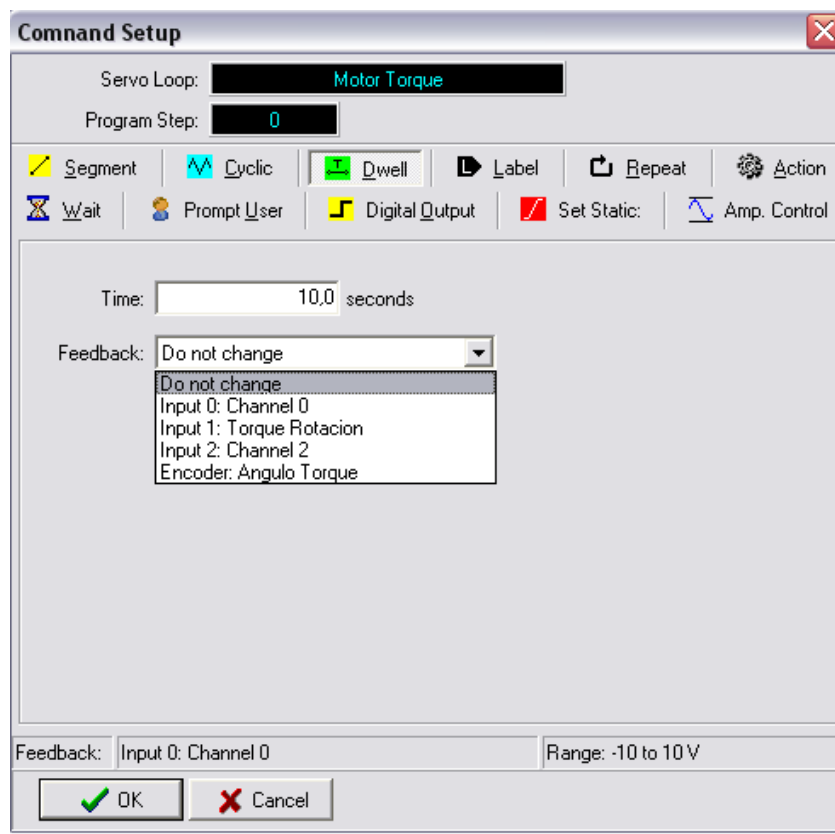 Comnand Setup
Servo Loop: Motor Torque
Program Step: 0
Segment Cyclic T Dwell L Label Repeat Action
Wait Prompt User Digital Output Set Static: Amp. Control
Time: 10,0 seconds
Feedback: Do not change
Do not change
Input 0: Channel 0
Input 1: Torque Rotacion
Input 2: Channel 2
Encoder: Angulo Torque
Feedback: Input 0: Channel 0 Range: -10 to 10 V
OK Cancel